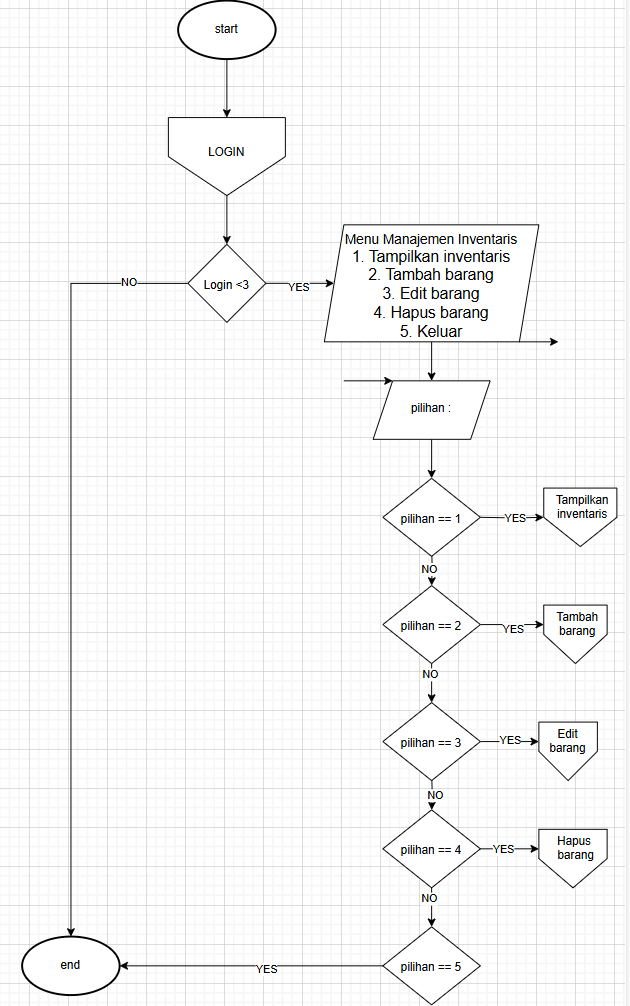 start
LOGIN
Login <3
NO
YES
Menu Manajemen Inventaris
1. Tampilkan inventaris
2. Tambah barang
3. Edit barang
4. Hapus barang
5. Keluar
pilihan :
pilihan == 1
YES
Tampilkan
inventaris
NO
pilihan == 2
YES
Tambah
barang
NO
pilihan == 3
YES
Edit
barang
NO
pilihan == 4
YES
Hapus
barang
NO
pilihan == 5
YES
end